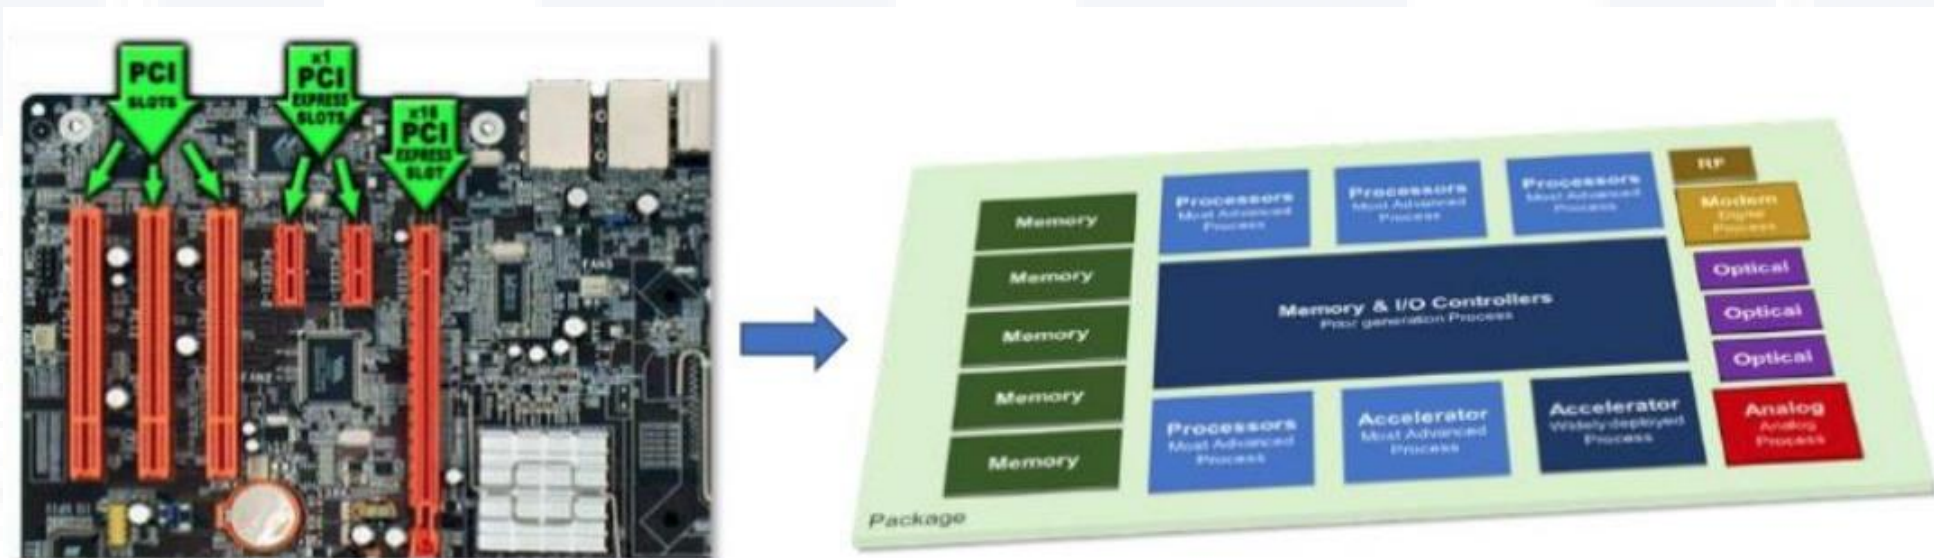 PCI
SLOTS
x1
PCI
EXPRESS
SLOTS
x16
PCI
EXPRESS
SLOT
FAN3
FAN2
Memory
Memory
Memory
Memory
Memory
Processors
Most Advanced
Process
Processors
Most Advanced
Process
Processors
Most Advanced
Process
Memory & I/O Controllers
Prior generation Process
Processors
Most Advanced
Process
Accelerator
Most Advanced
Process
Accelerator
Widely deployed
Process
RF
Modem
Digital
Process
Optical
Optical
Optical
Analog
Analog
Process
Package